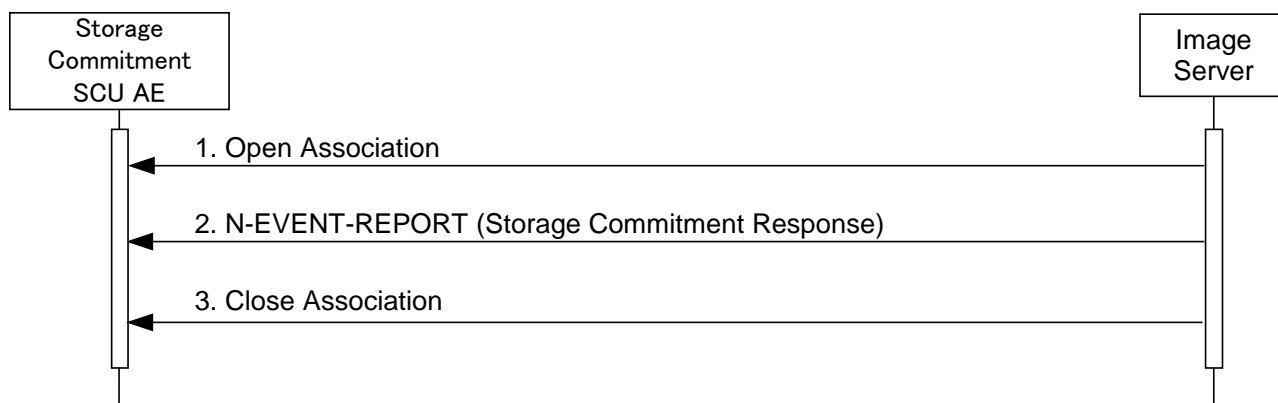 Storage
Commitment
SCU AE
Image
Server
1. Open Association
2. N-EVENT-REPORT (Storage Commitment Response)
3. Close Association